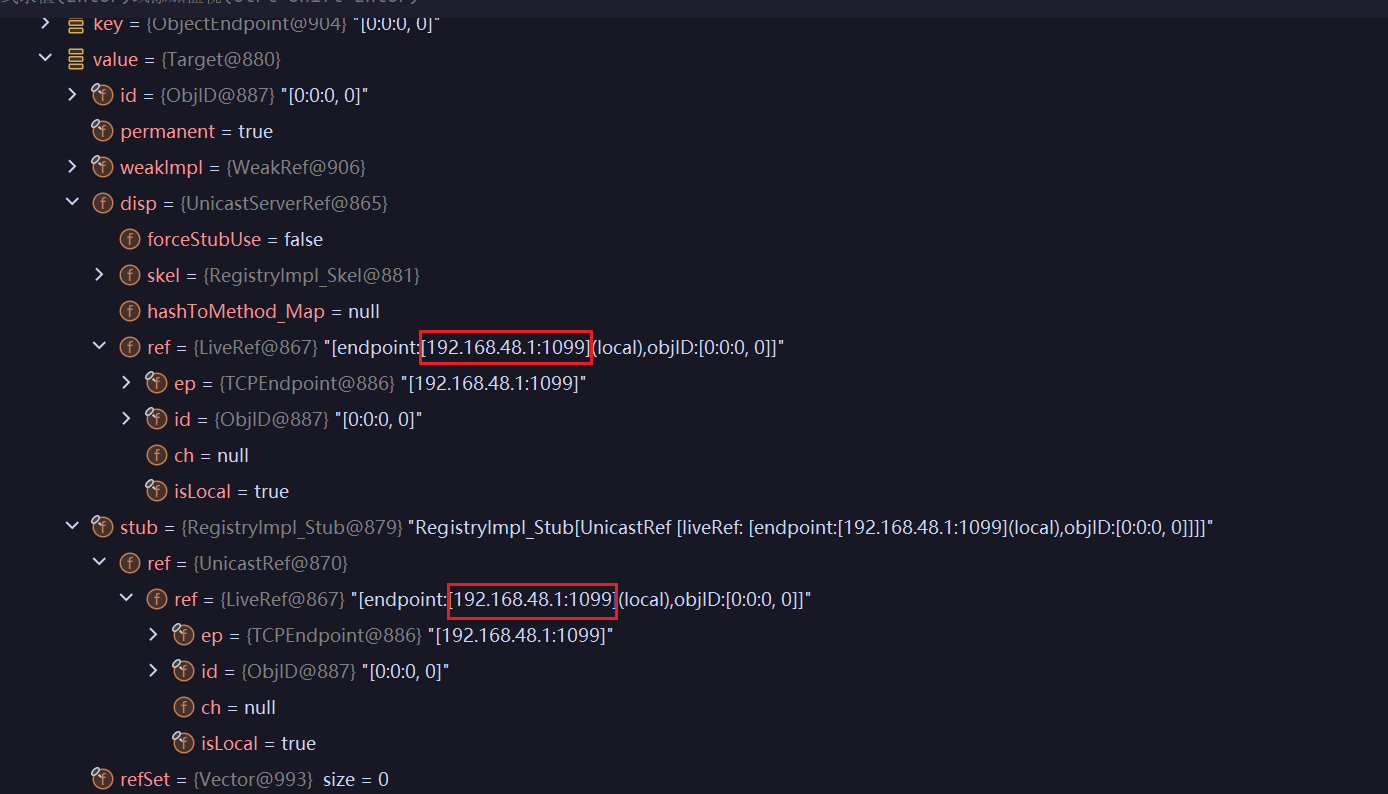 key = {ObjectEndpoint@904} "[0:0:0, 0]"
value = {Target@880}
id = {ObjID@887} "[0:0:0, 0]"
permanent = true
weakImpl = {WeakRef@906}
disp = {UnicastServerRef@865}
forceStubUse = false
skel = {RegistryImpl_Skel@881}
hashToMethod_Map = null
ref = {LiveRef@867} "[endpoint:[192.168.48.1:1099](local),objID:[0:0:0, 0]]"
ep = {TCPEndpoint@886} "[192.168.48.1:1099]"
id = {ObjID@887} "[0:0:0, 0]"
ch = null
isLocal = true
stub = {RegistryImpl_Stub@879} "RegistryImpl_Stub[UnicastRef [liveRef: [endpoint:[192.168.48.1:1099](local),objID:[0:0:0, 0]]]]"
ref = {UnicastRef@870}
ref = {LiveRef@867} "[endpoint:[192.168.48.1:1099](local),objID:[0:0:0, 0]]"
ep = {TCPEndpoint@886} "[192.168.48.1:1099]"
id = {ObjID@887} "[0:0:0, 0]"
ch = null
isLocal = true
refSet = {Vector@993} size = 0